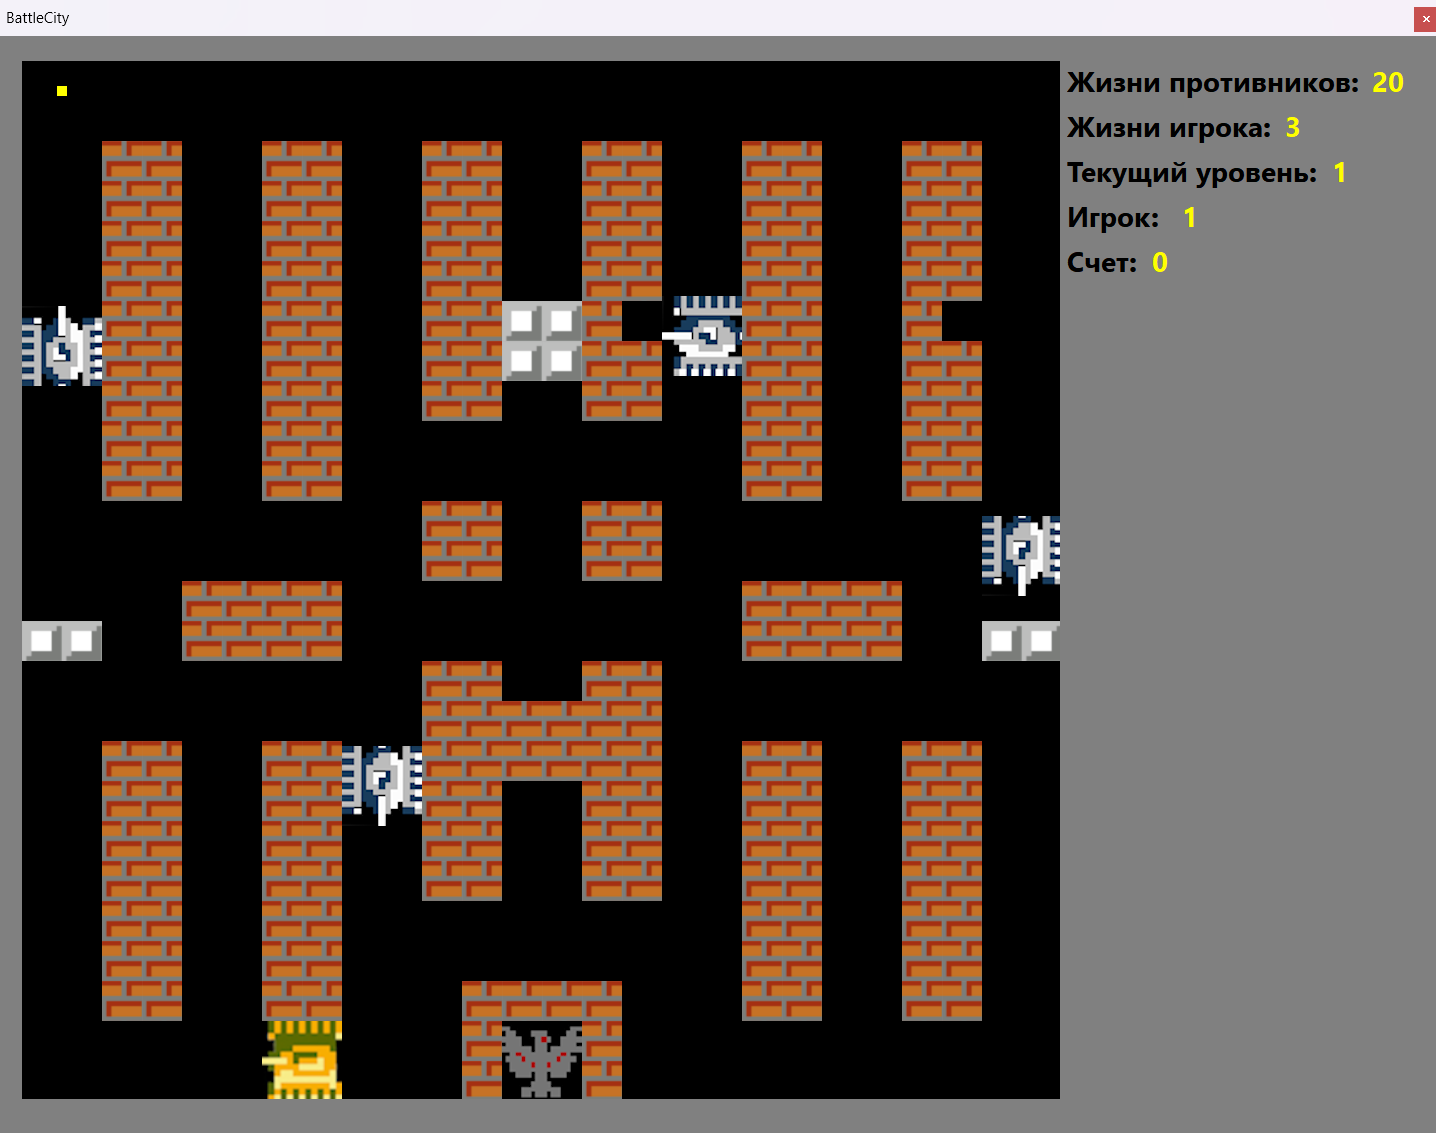 BattleCity
Жизни противников: 20
Жизни игрока: 3
Текущий уровень: 1
Игрок: 1
Счет: 0